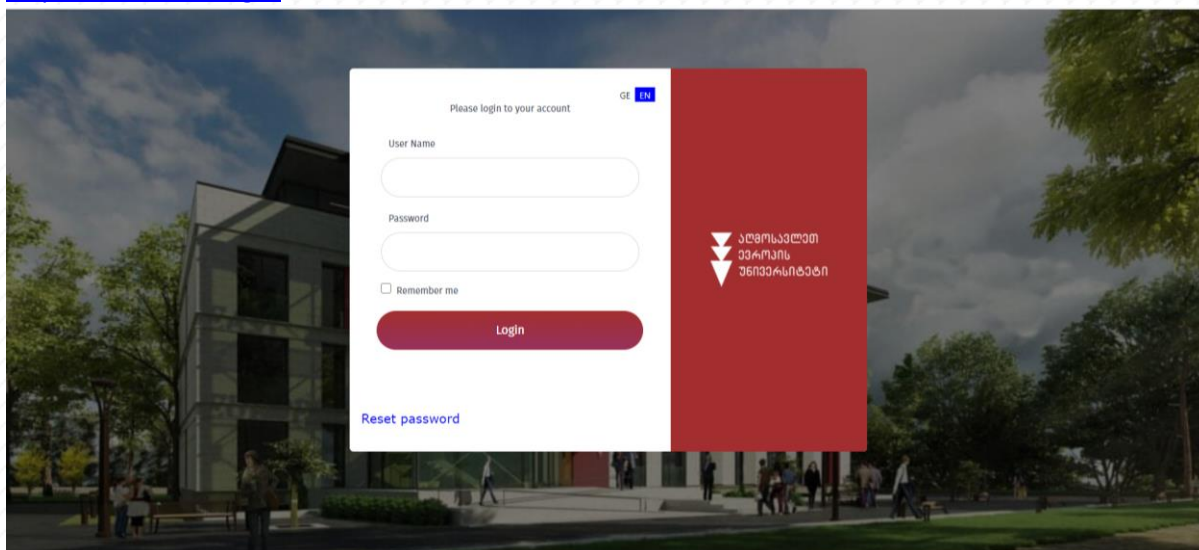 GE EN
Please login to your account
User Name
Password
Remember me
Login
Reset password
აღმოსავლეთ
ევროპის
უნივერსიტეტი